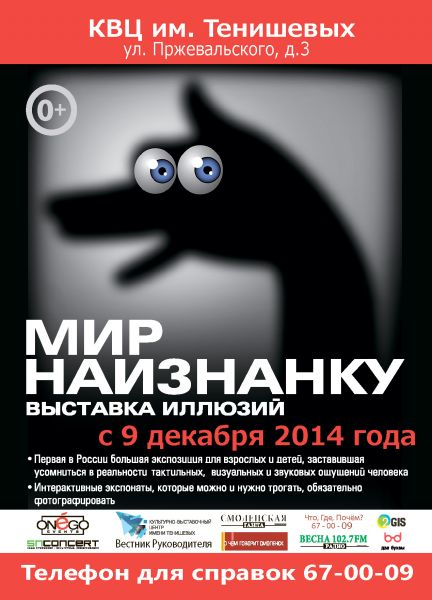 КВЦ им. Тенишевых
ул. Пржевальского, д.3
0+
МИР
НАИЗНАНКУ
ВЫСТАВКА ИЛЛЮЗИЙ
с 9 декабря 2014 года
• Первая в России большая экспозиция для взрослых и детей, заставившая
усомниться в реальности тактильных, визуальных и звуковых ощущений человека
• Интерактивные экспонаты, которые можно и нужно трогать, обязательно
фотографировать
ONEGO
EVENTS
SNCONCERT
КУЛЬТУРНО-ВЫСТАВОЧНЫЙ
ЦЕНТР
ИМЕНИ ТЕНИШЕВЫХ
Вестник Руководителя
СМОЛЕНСКАЯ
ГАЗЕТА
О ЧЕМ ГОВОРИТ СМОЛЕНСК
Что, Где, Почём?
67 - 00 - 09
ВЕСНА 102.7FM
РАДИО
2GIS
две буквы
Телефон для справок 67-00-09